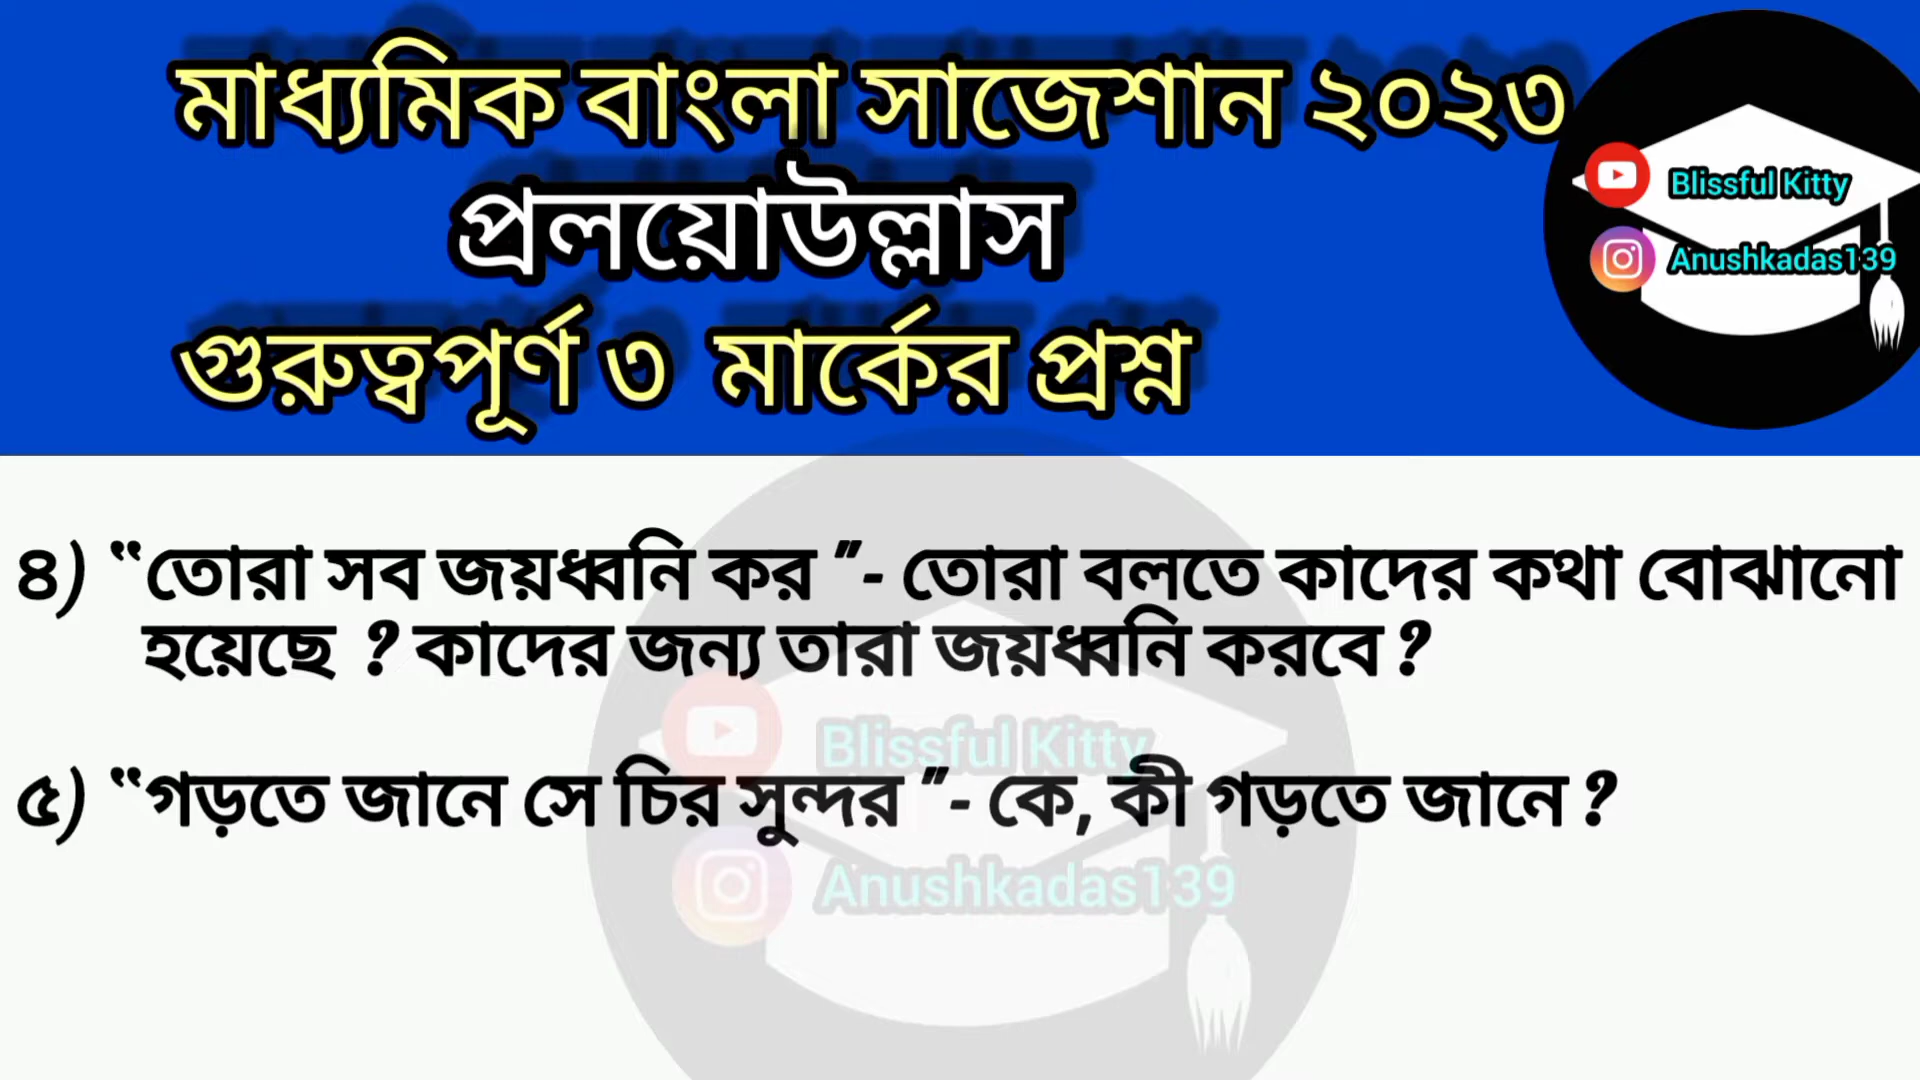 মাধ্যমিক বাংলা সাজেশান ২০২৩
প্রলয়োউল্লাস
গুরুত্বপূর্ণ ৩ মার্কের প্রশ্ন
Blissful Kitty
Anushkadas139
৪) “তোরা সব জয়ধ্বনি কর ”- তোরা বলতে কাদের কথা বোঝানো
হয়েছে ? কাদের জন্য তারা জয়ধ্বনি করবে ?
৫) “গড়তে জানে সে চির সুন্দর ”- কে, কী গড়তে জানে ?
Blissful Kitty
Anushkadas139